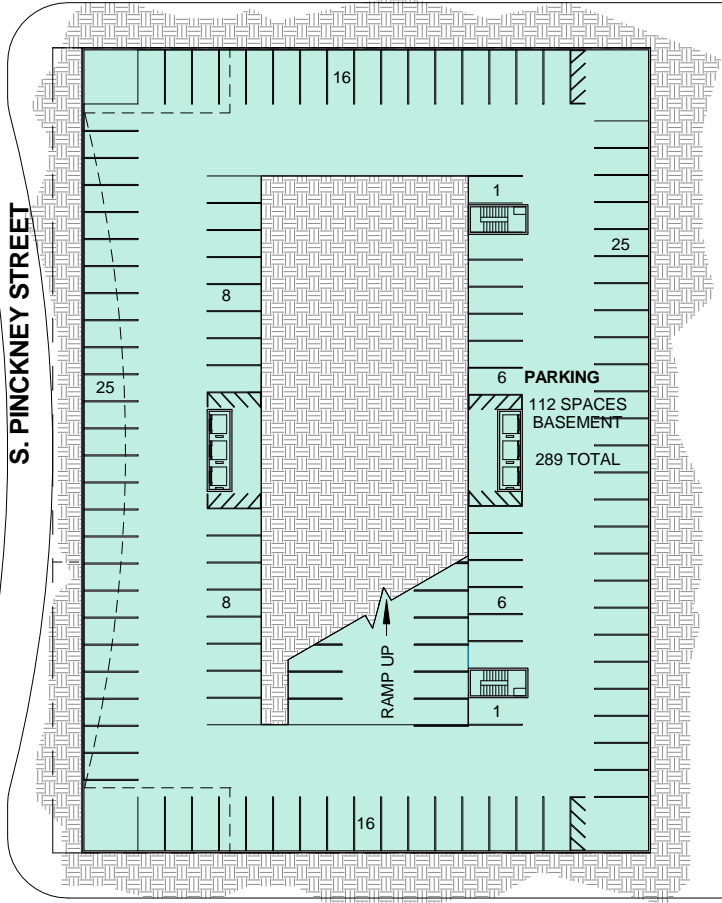 16
1
S. PINCKNEY STREET
25
8
25
6 PARKING
112 SPACES
BASEMENT
289 TOTAL
8
6
RAMP UP
1
16